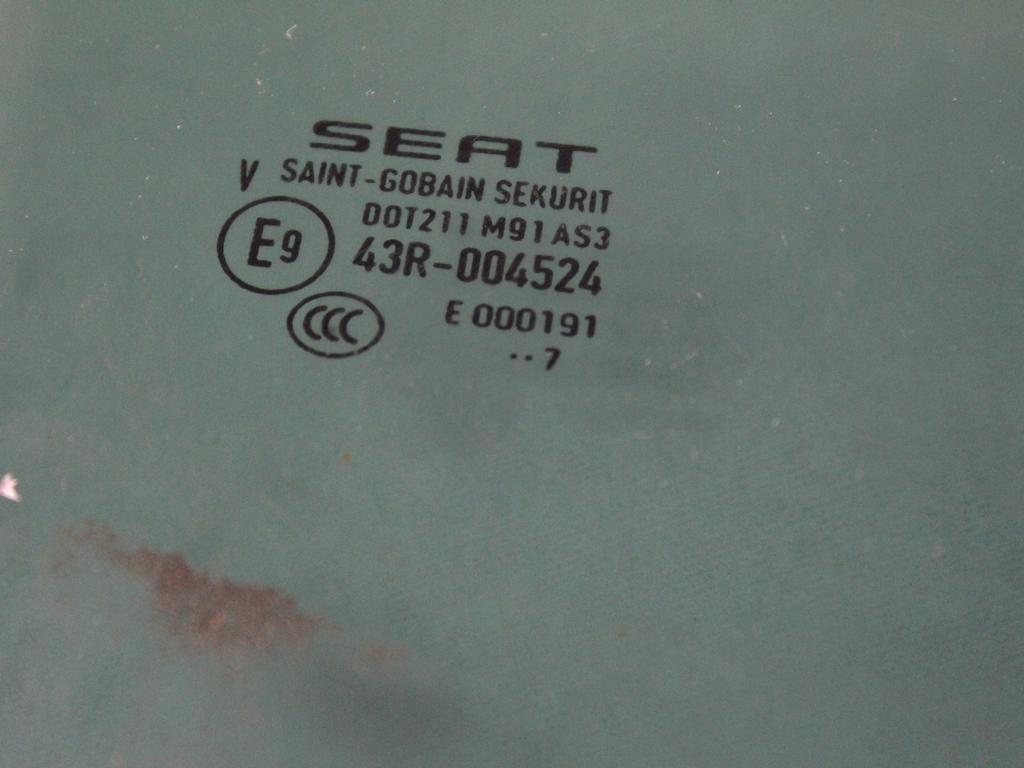 SEAT
V SAINT-GOBAIN SEKURIT
DOT211 M91 AS3
E9 43R-004524
CCC E 000191
··7